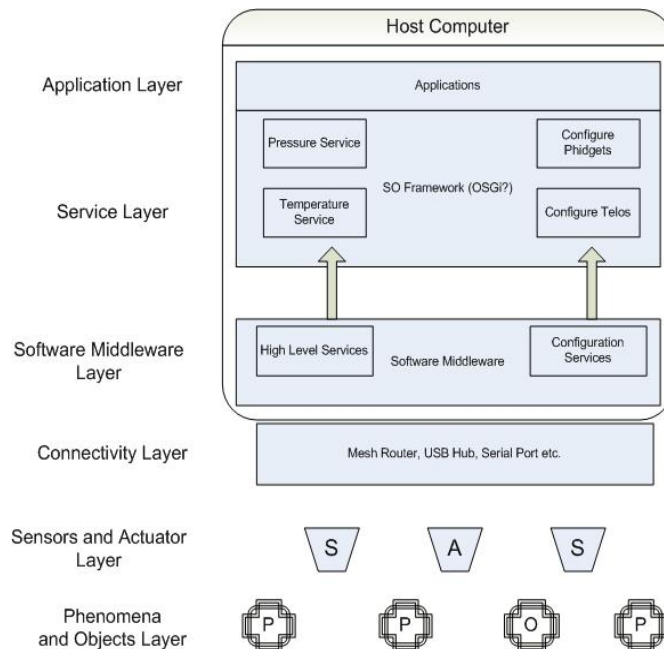 Host Computer
Application Layer
Applications
Pressure Service
Configure
Phidgets
SO Framework (OSGi?)
Service Layer
Temperature
Service
Configure Telos
Software Middleware
Layer
High Level Services
Software Middleware
Configuration
Services
Connectivity Layer
Mesh Router, USB Hub, Serial Port etc.
Sensors and Actuator
Layer
S
A
S
Phenomena
and Objects Layer
P
P
O
P